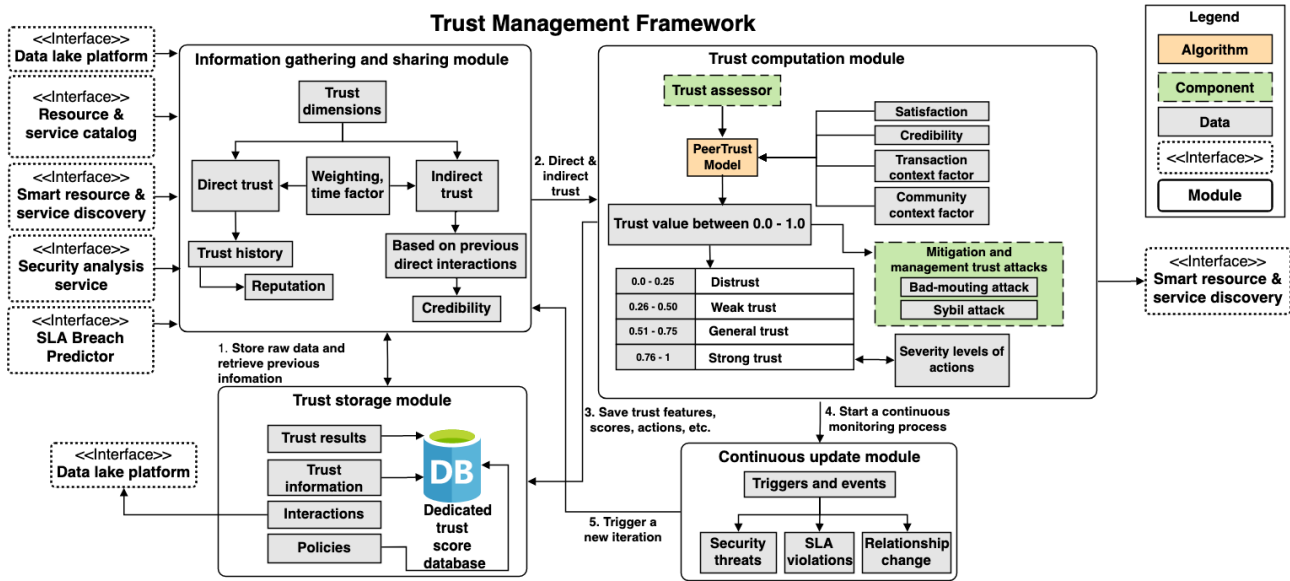 Trust Management Framework
<<Interface>>
Data lake platform
<<Interface>>
Resource &
service catalog
<<Interface>>
Smart resource &
service discovery
<<Interface>>
Security analysis
service
<<Interface>>
SLA Breach
Predictor
Information gathering and sharing module
Trust
dimensions
Direct trust
Weighting,
time factor
Indirect
trust
Trust history
Reputation
Based on previous
direct interactions
Credibility
1. Store raw data and
retrieve previous
infomation
2. Direct &
indirect
trust
Trust computation module
Trust assessor
PeerTrust
Model
Satisfaction
Credibility
Transaction
context factor
Community
context factor
Trust value between 0.0 - 1.0
0.0 - 0.25
Distrust
0.26 - 0.50
Weak trust
0.51 - 0.75
General trust
0.76 - 1
Strong trust
Mitigation and
management trust attacks
Bad-mouting attack
Sybil attack
Severity levels of
actions
Legend
Algorithm
Component
Data
<<Interface>>
Module
<<Interface>>
Smart resource &
service discovery
Trust storage module
Trust results
Trust
information
Interactions
Policies
DB
Dedicated
trust
score
database
<<Interface>>
Data lake platform
3. Save trust features,
scores, actions, etc.
4. Start a continuous
monitoring process
5. Trigger a
new iteration
Continuous update module
Triggers and events
Security
threats
SLA
violations
Relationship
change